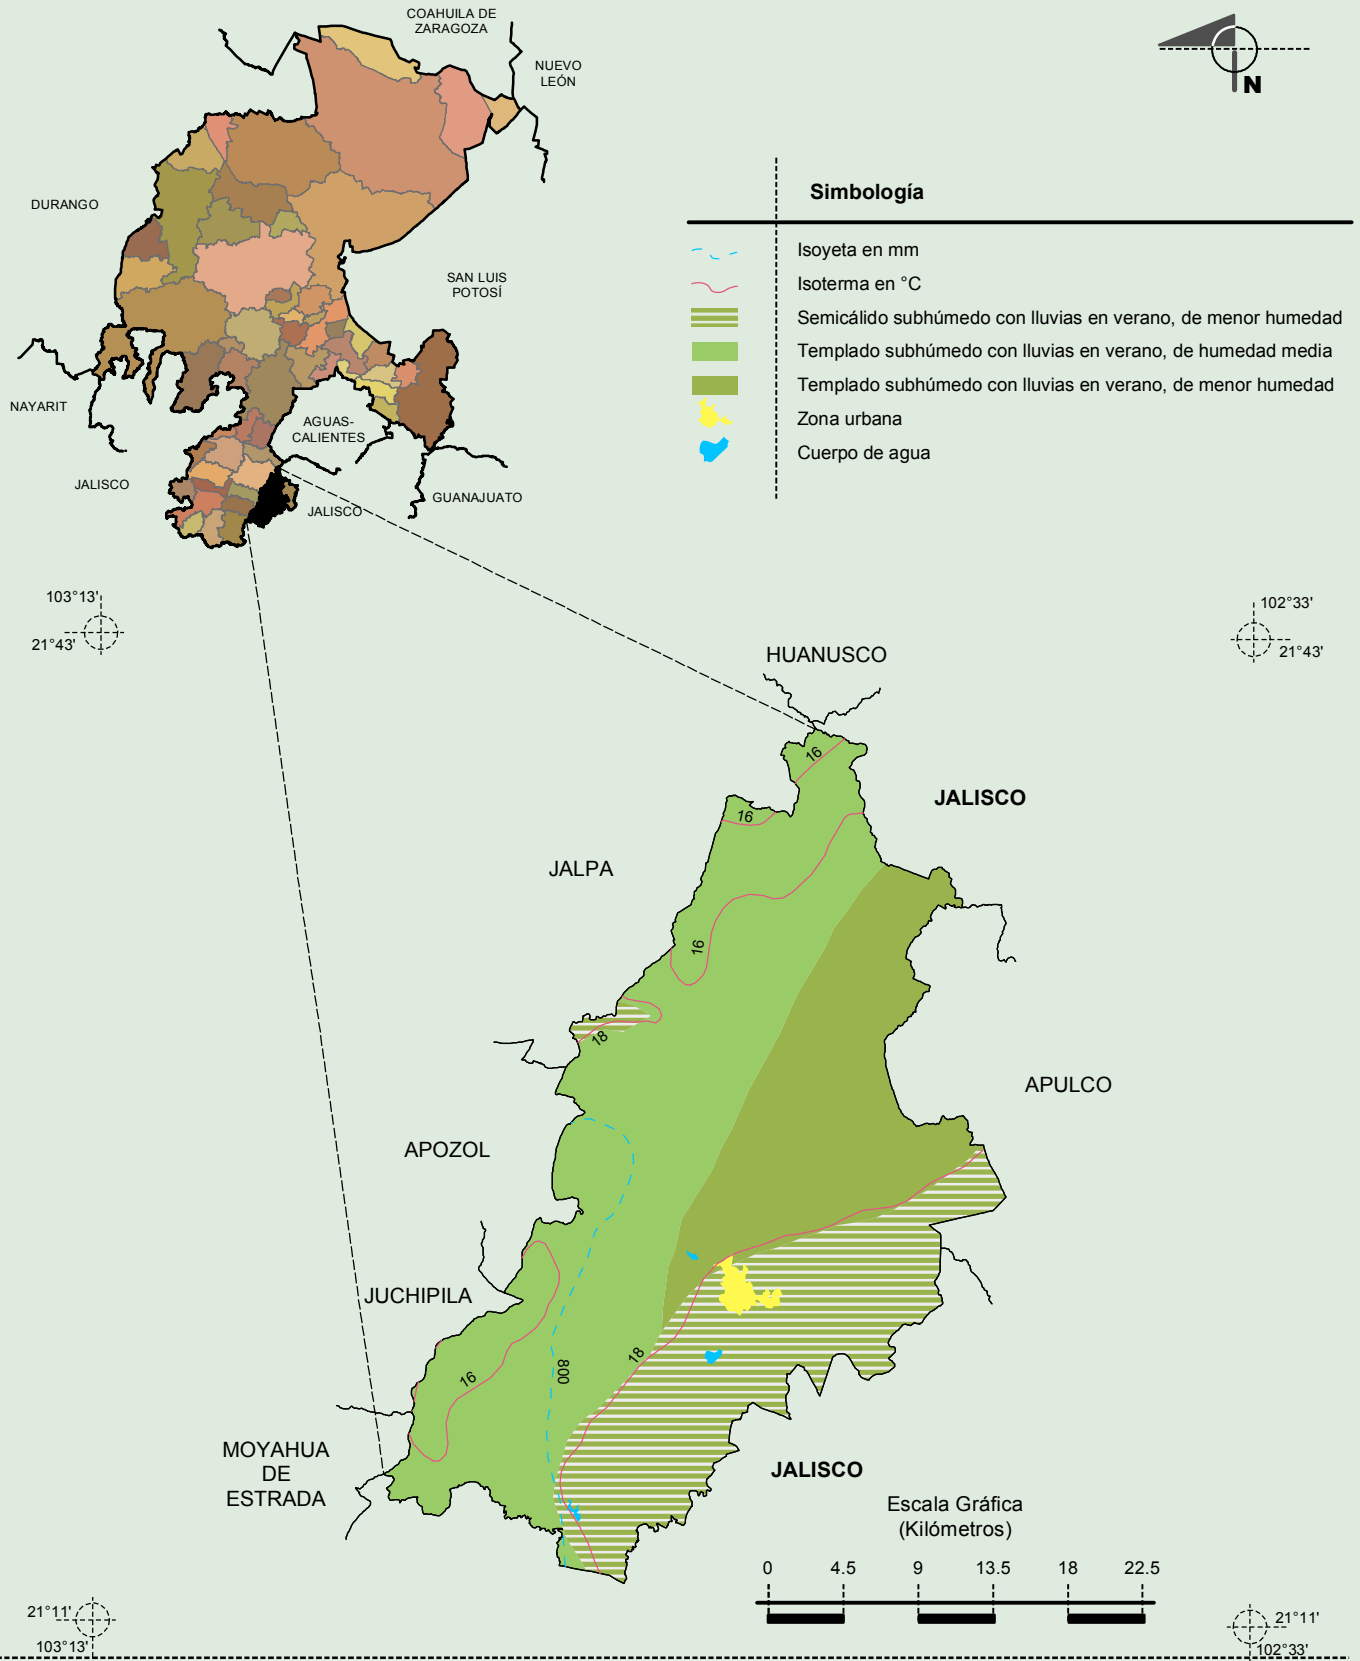 COAHUILA DE
ZARAGOZA
NUEVO
LEÓN
N
DURANGO
SAN LUIS
POTOSÍ
NAYARIT
AGUAS-
CALIENTES
JALISCO
GUANAJUATO
JALISCO
Simbología
Isoyeta en mm
Isoterma en °C
Semicálido subhúmedo con lluvias en verano, de menor humedad
Templado subhúmedo con lluvias en verano, de humedad media
Templado subhúmedo con lluvias en verano, de menor humedad
Zona urbana
Cuerpo de agua
103°13'
21°43'
102°33'
21°43'
HUANUSCO
16
JALISCO
16
JALPA
16
18
APULCO
APOZOL
JUCHIPILA
18
800
16
MOYAHUA
DE
ESTRADA
JALISCO
Escala Gráfica
(Kilómetros)
0 4.5 9 13.5 18 22.5
21°11'
103°13'
21°11'
102°33'